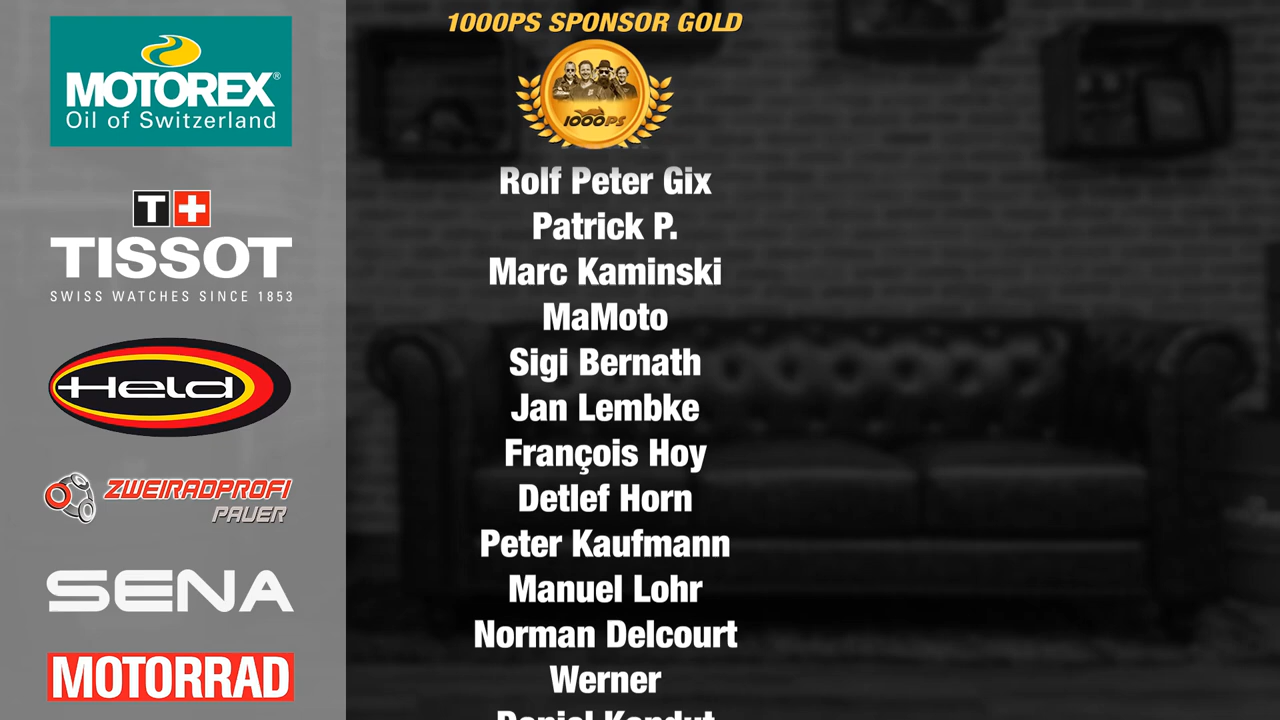 MOTOREX®
Oil of Switzerland
T+
TISSOT
SWISS WATCHES SINCE 1853
Held
ZWEIRADPROFI
PAUER
SENA
MOTORRAD
1000PS SPONSOR GOLD
1000PS
Rolf Peter Gix
Patrick P.
Marc Kaminski
MaMoto
Sigi Bernath
Jan Lembke
François Hoy
Detlef Horn
Peter Kaufmann
Manuel Lohr
Norman Delcourt
Werner
Daniel